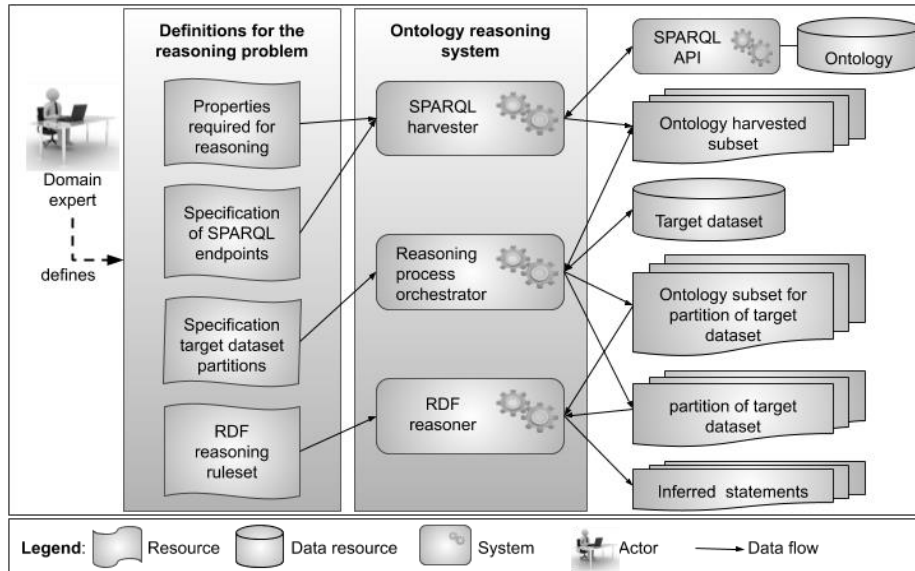 Definitions for the
reasoning problem
Ontology reasoning
system
SPARQL
API
Ontology
Properties
required for
reasoning
SPARQL
harvester
Ontology harvested
subset
Domain
expert
defines
Specification
of SPARQL
endpoints
Target dataset
Reasoning
process
orchestrator
Ontology subset for
partition of target
dataset
Specification
target dataset
partitions
RDF
reasoner
partition of target
dataset
RDF
reasoning
ruleset
Inferred statements
Legend: Resource Data resource System Actor Data flow